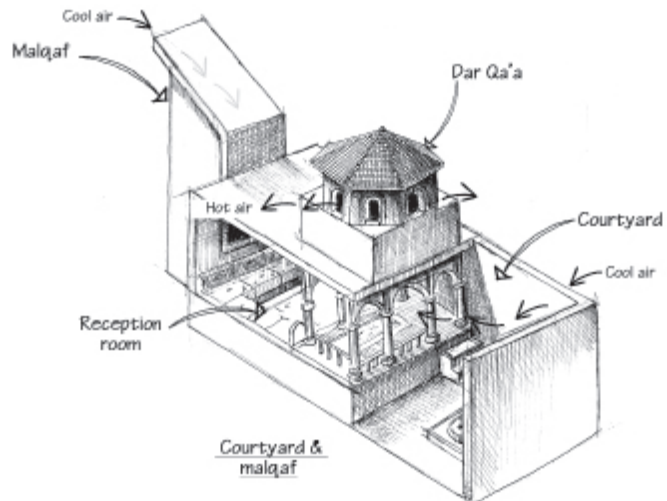 Cool air
Malqaf
Dar Qa'a
Hot air
Courtyard
Cool air
Reception
room
Courtyard &
malqaf